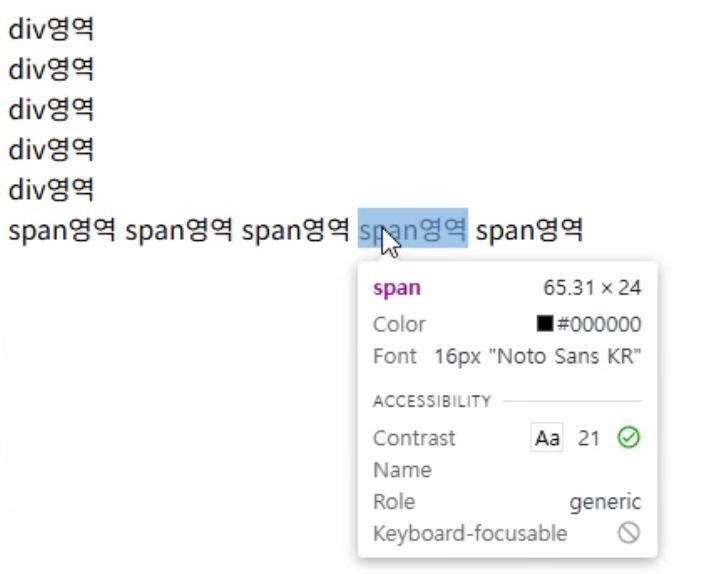 div영역
div영역
div영역
div영역
div영역
span영역 span영역 span영역 span영역 span영역
span 65.31 × 24
Color #000000
Font 16px "Noto Sans KR"
ACCESSIBILITY
Contrast Aa 21
Name
Role generic
Keyboard-focusable